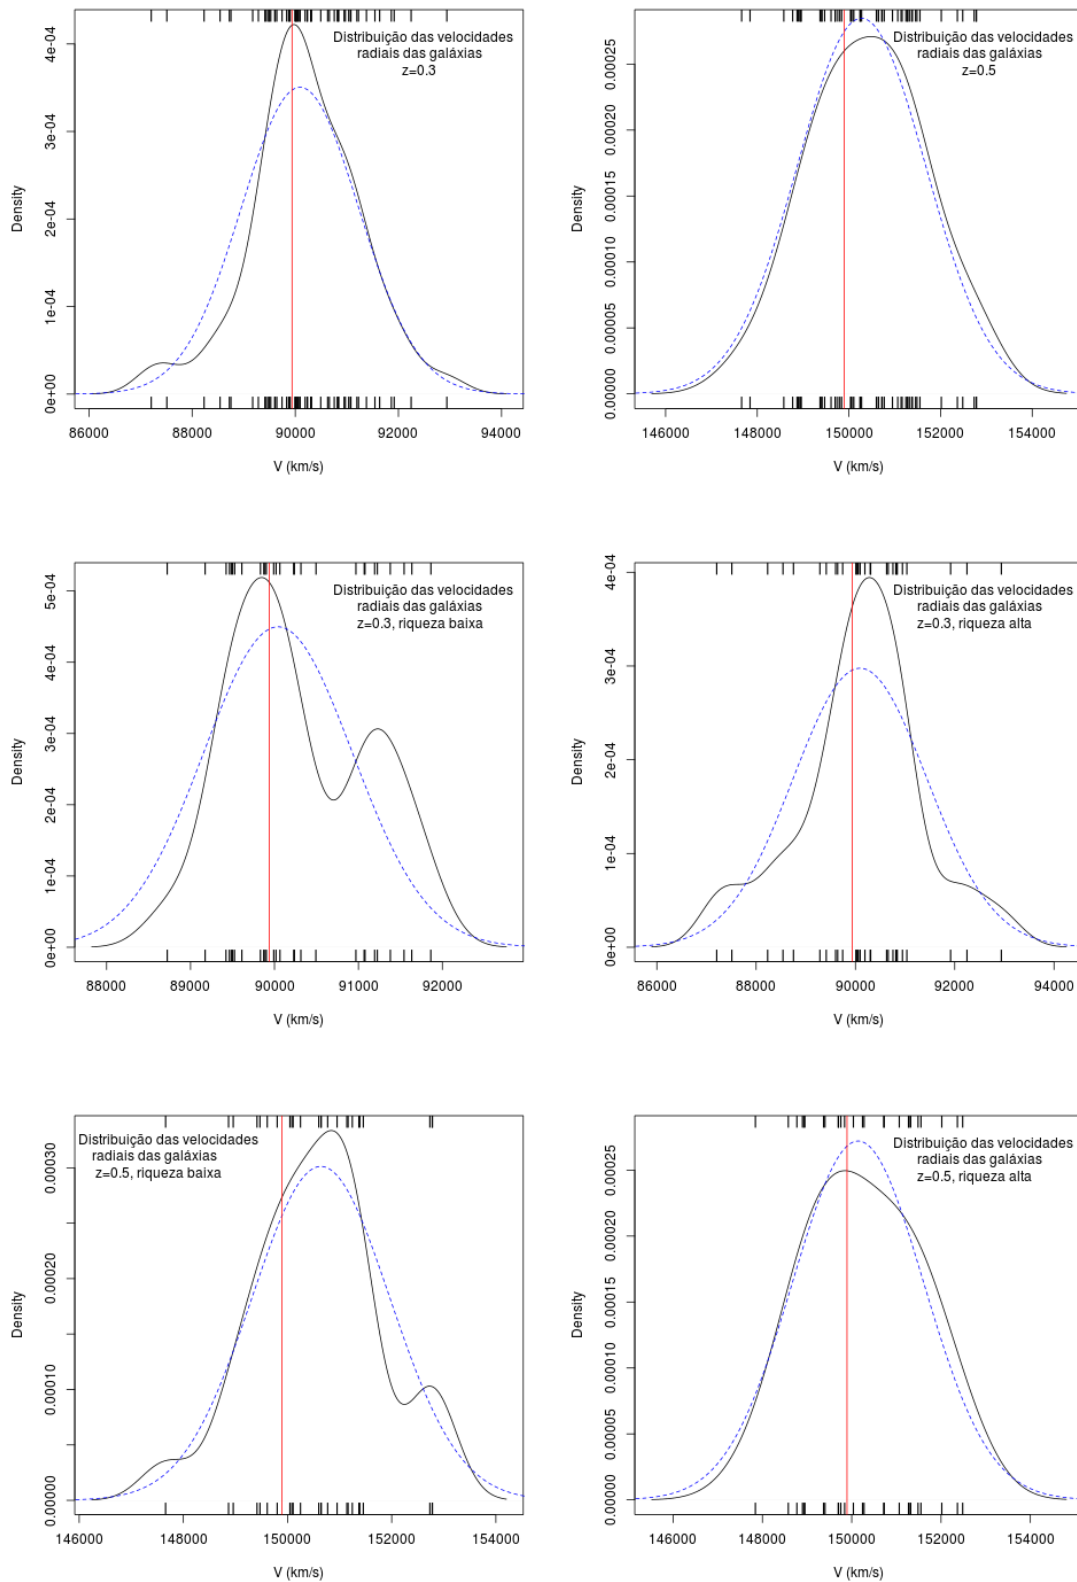 Distribuição das velocidades
radiais das galáxias
z=0.3
Density
0e+00 1e-04 2e-04 3e-04 4e-04
86000 88000 90000 92000 94000
V (km/s)
Distribuição das velocidades
radiais das galáxias
z=0.5
Density
0.00000 0.00005 0.00010 0.00015 0.00020 0.00025
146000 148000 150000 152000 154000
V (km/s)
Distribuição das velocidades
radiais das galáxias
z=0.3, riqueza baixa
Density
0e+00 1e-04 2e-04 3e-04 4e-04 5e-04
88000 89000 90000 91000 92000
V (km/s)
Distribuição das velocidades
radiais das galáxias
z=0.3, riqueza alta
Density
0e+00 1e-04 2e-04 3e-04 4e-04
86000 88000 90000 92000 94000
V (km/s)
Distribuição das velocidades
radiais das galáxias
z=0.5, riqueza baixa
Density
0.00000 0.00010 0.00020 0.00030
146000 148000 150000 152000 154000
V (km/s)
Distribuição das velocidades
radiais das galáxias
z=0.5, riqueza alta
Density
0.00000 0.00005 0.00010 0.00015 0.00020 0.00025
146000 148000 150000 152000 154000
V (km/s)